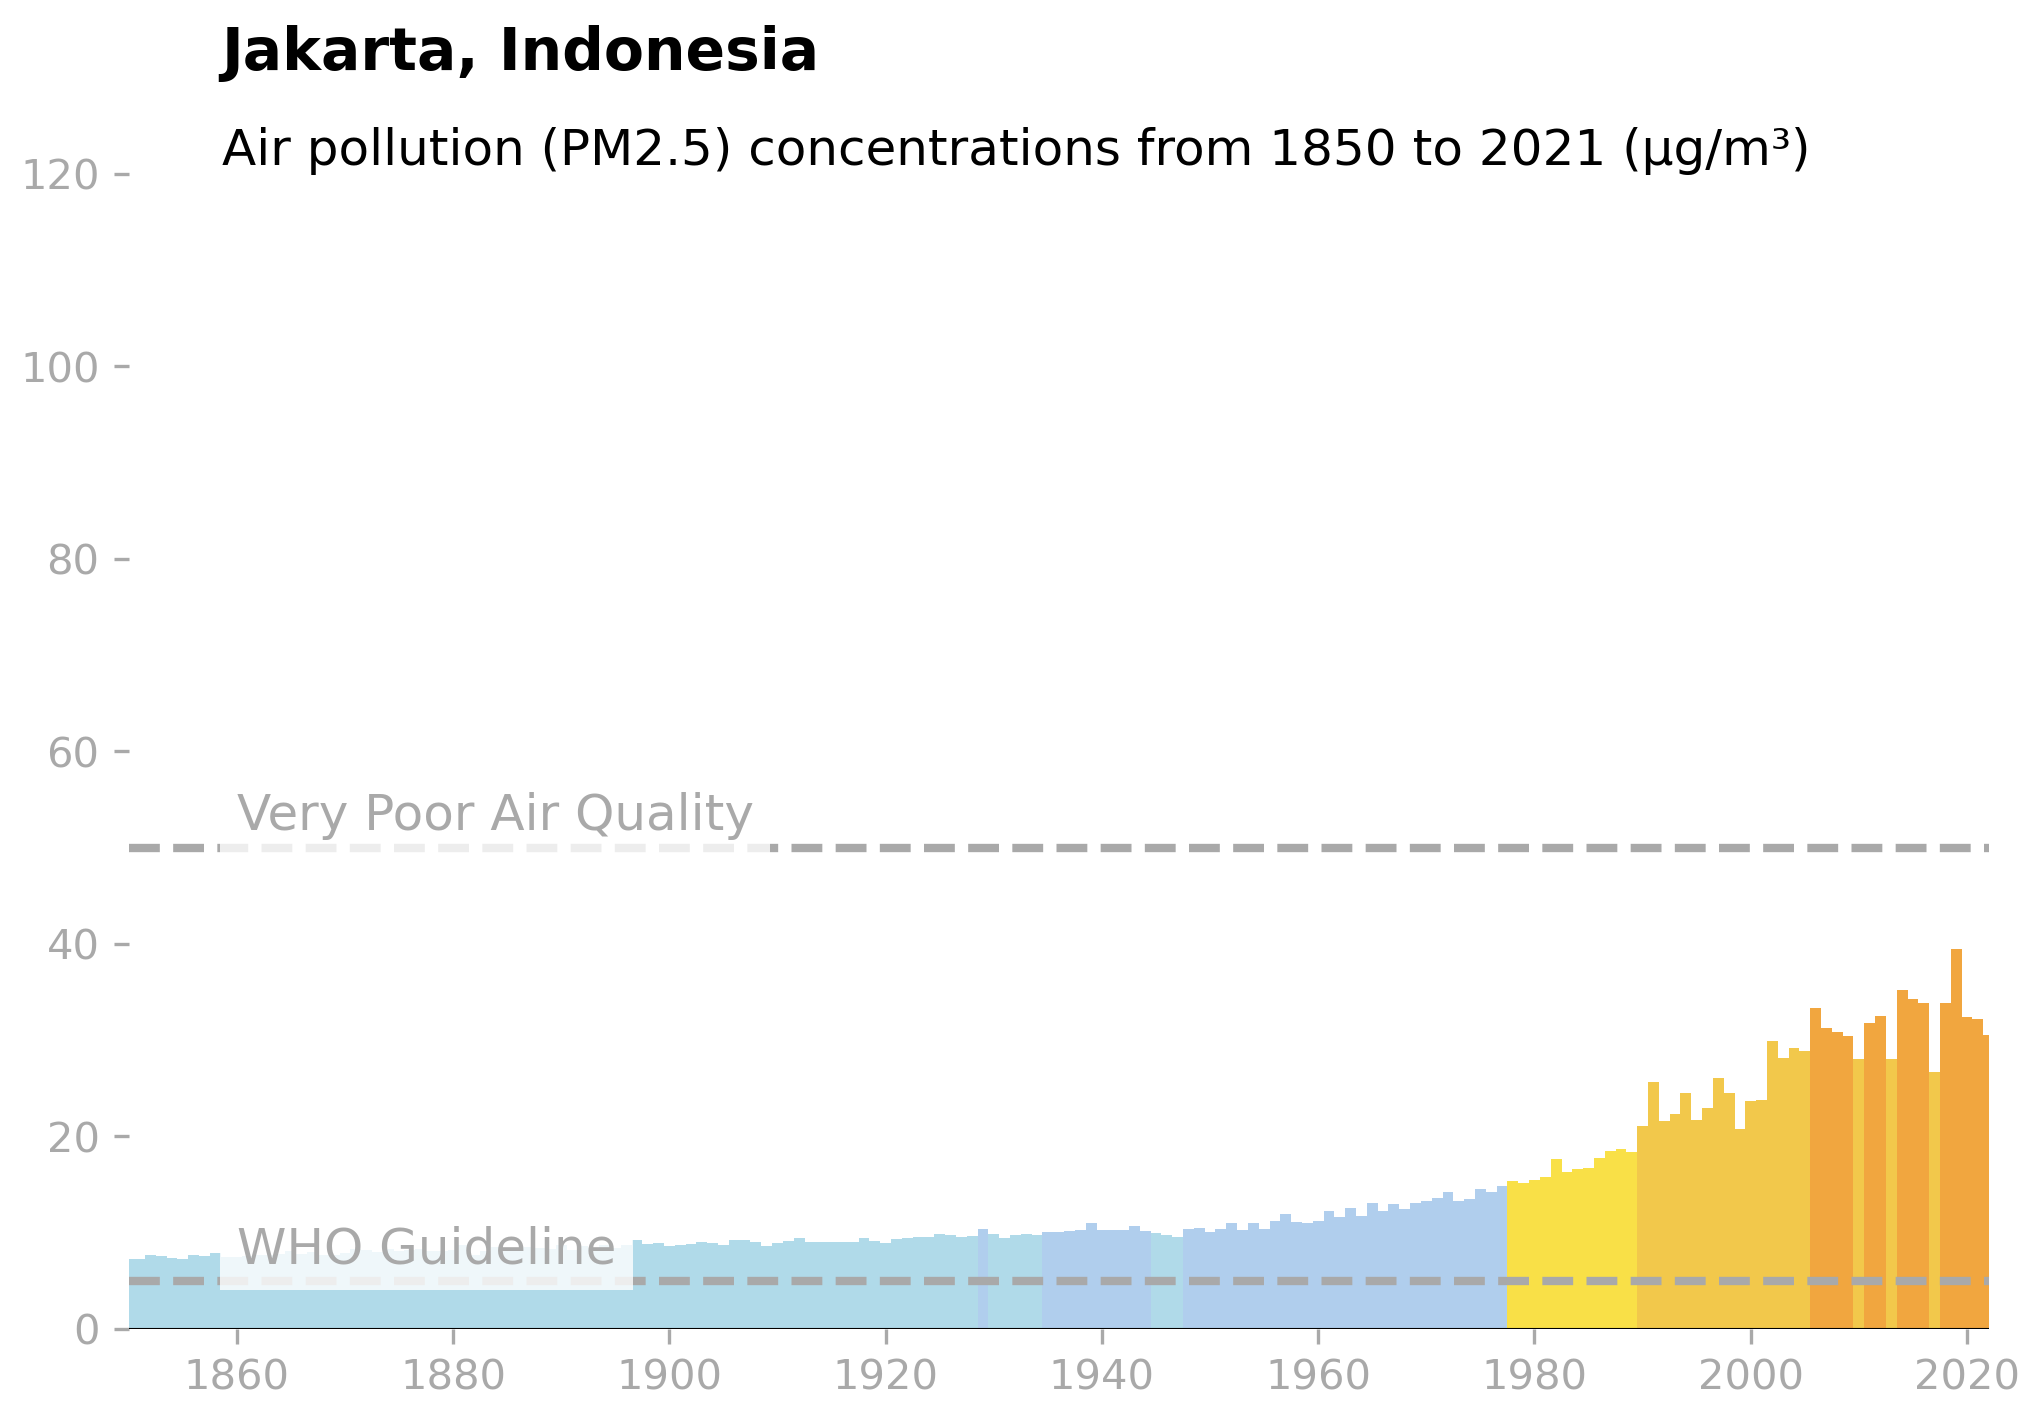 Jakarta, Indonesia
Air pollution (PM2.5) concentrations from 1850 to 2021 (µg/m³)
120
100
80
60
Very Poor Air Quality
40
20
WHO Guideline
0
1860 1880 1900 1920 1940 1960 1980 2000 2020